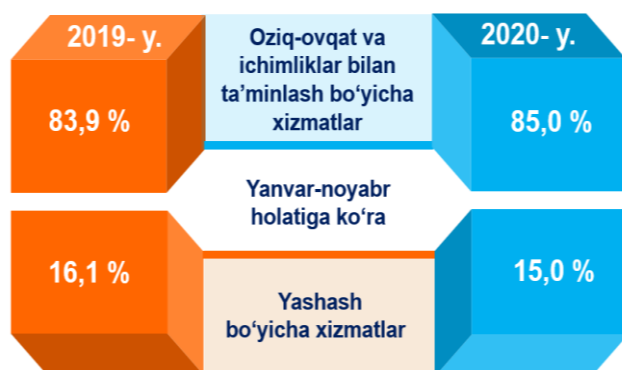 2019- y.
83,9 %
Oziq-ovqat va
ichimliklar bilan
ta’minlash bo‘yicha
xizmatlar
2020- y.
85,0 %
Yanvar-noyabr
holatiga ko‘ra
16,1 %
Yashash
bo‘yicha xizmatlar
15,0 %